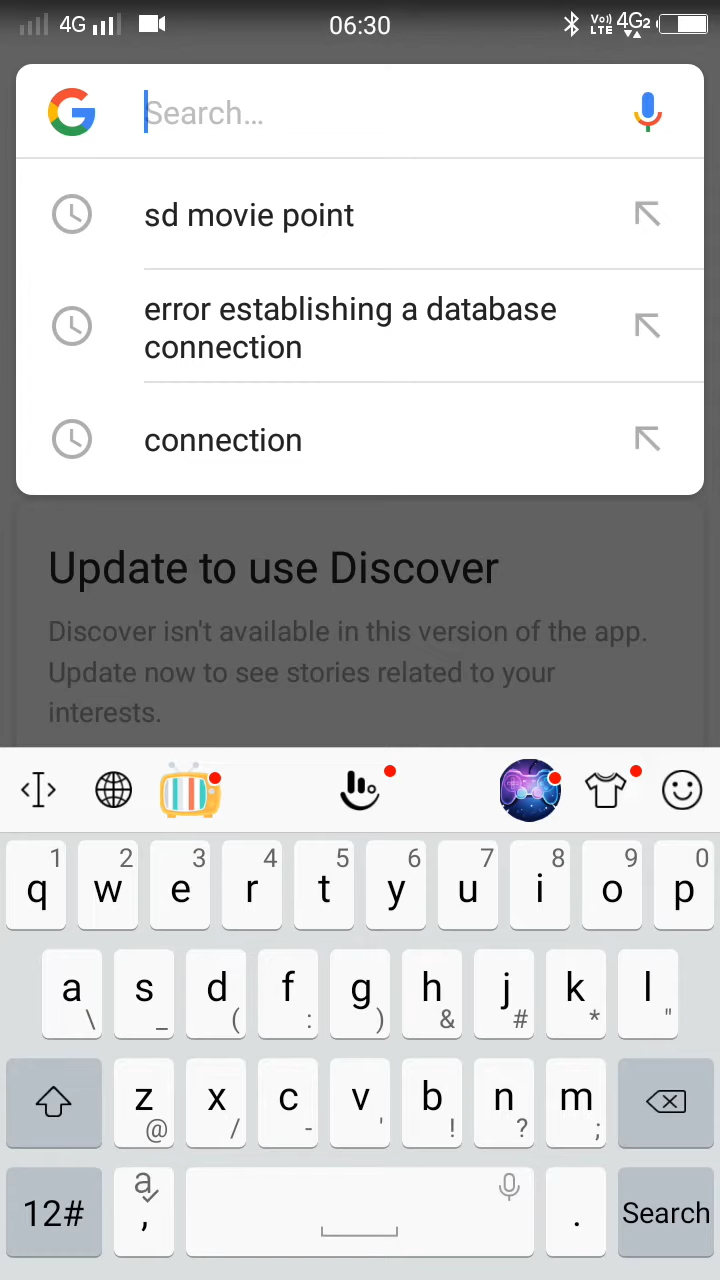 4G 06:30 Vo)) LTE 4G2
Search...
sd movie point
error establishing a database
connection
connection
Update to use Discover
Discover isn't available in this version of the app.
Update now to see stories related to your
interests.
1 2 3 4 5 6 7 8 9 0
q w e r t y u i o p
a s d f g h j k l
\ _ ( : ) & # * "
z x c v b n m
@ / - ' ! ? ;
12# a , . Search